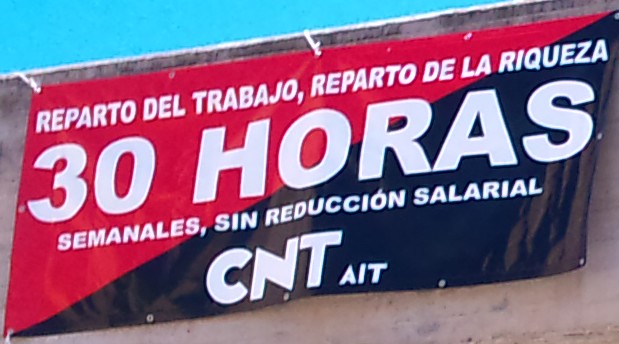 REPARTO DEL TRABAJO, REPARTO DE LA RIQUEZA
30 HORAS
SEMANALES, SIN REDUCCIÓN SALARIAL
CNT AIT